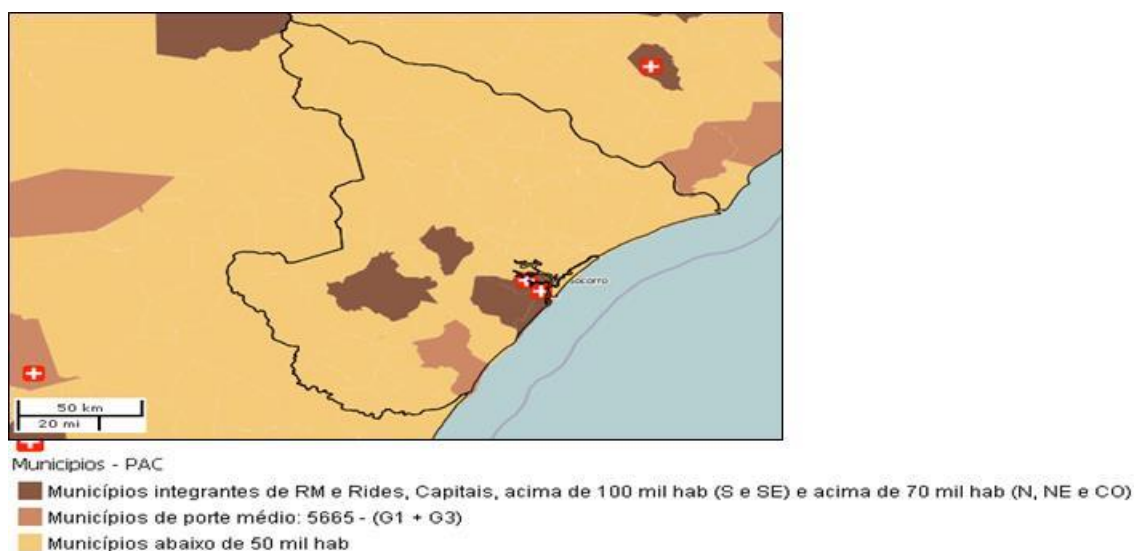 SOCORRO
50 km
20 mi
Municipios - PAC
Municípios integrantes de RM e Rides, Capitais, acima de 100 mil hab (S e SE) e acima de 70 mil hab (N, NE e CO)
Municípios de porte médio: 5665 - (G1 + G3)
Municípios abaixo de 50 mil hab